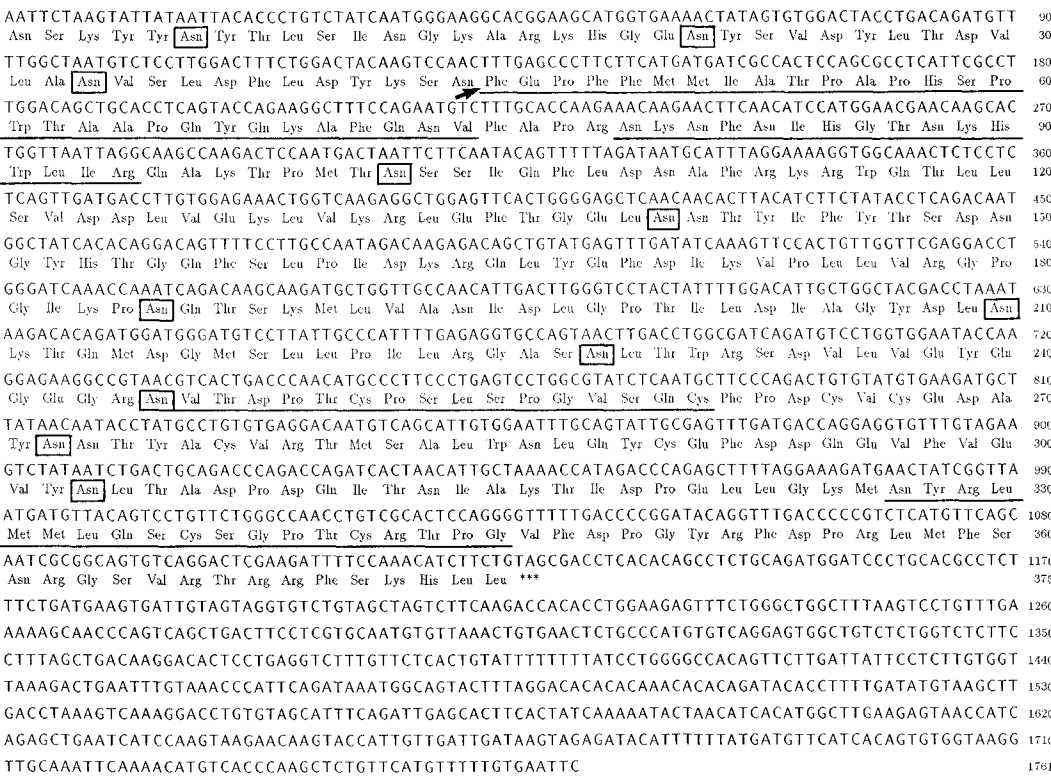 AATTCTAAGTATTATAATTACACCCTGTCTATCAATGGGAAGGCACGGAAGCATGGTGAAAACTATAGTGTGGACTACCTGACAGATGTT 90
Asn Ser Lys Tyr Tyr Asn Tyr Thr Leu Ser Ile Asn Gly Lys Ala Arg Lys His Gly Glu Asn Tyr Ser Val Asp Tyr Leu Thr Asp Val 30
TTGGCTAATGTCTCCTTGGACTTTCTGGACTACAAGTCCAACTTTGAGCCCTTCTTCATGATGATCGCCACTCCAGCGCCTCATTCGCCT 180
Leu Ala Asn Val Ser Leu Asp Phe Leu Asp Tyr Lys Ser Asn Phe Glu Pro Phe Phe Met Met Ile Ala Thr Pro Ala Pro His Ser Pro 60
TGGACAGCTGCACCTCAGTACCAGAAGGCTTTCCAGAATGTCTTTGCACCAAGAAACAAGAACTTCAACATCCATGGAACGAACAAGCAC 270
Trp Thr Ala Ala Pro Gln Tyr Gln Lys Ala Phe Gln Asn Val Phe Ala Pro Arg Asn Lys Asn Phe Asn Ile His Gly Thr Asn Lys His 90
TGGTTAATTAGGCAAGCCAAGACTCCAATGACTAATTCTTCAATACAGTTTTTAGATAATGCATTTAGGAAAAGGTGGCAAACTCTCCTC 360
Trp Leu Ile Arg Gln Ala Lys Thr Pro Met Thr Asn Ser Ser Ile Gln Phe Leu Asp Asn Ala Phe Arg Lys Arg Trp Gln Thr Leu Leu 120
TCAGTTGATGACCTTGTGGAGAAACTGGTCAAGAGGCTGGAGTTCACTGGGGAGCTCAACAACACTTACATCTTCTATACCTCAGACAAT 450
Ser Val Asp Asp Leu Val Glu Lys Leu Val Lys Arg Leu Glu Phe Thr Gly Glu Leu Asn Asn Thr Tyr Ile Phe Tyr Thr Ser Asp Asn 150
GGCTATCACACAGGACAGTTTTCCTTGCCAATAGACAAGAGACAGCTGTATGAGTTTGATATCAAAGTTCCACTGTTGGTTCGAGGACCT 540
Gly Tyr His Thr Gly Gln Phe Ser Leu Pro Ile Asp Lys Arg Gln Leu Tyr Glu Phe Asp Ile Lys Val Pro Leu Leu Val Arg Gly Pro 180
GGGATCAAACCAAATCAGACAAGCAAGATGCTGGTTGCCAACATTGACTTGGGTCCTACTATTTTGGACATTGCTGGCTACGACCTAAAT 630
Gly Ile Lys Pro Asn Gln Thr Ser Lys Met Leu Val Ala Asn Ile Asp Leu Gly Pro Thr Ile Leu Asp Ile Ala Gly Tyr Asp Leu Asn 210
AAGACACAGATGGATGGGATGTCCTTATTGCCCATTTTGAGAGGTGCCAGTAACTTGACCTGGCGATCAGATGTCCTGGTGGAATACCAA 720
Lys Thr Gln Met Asp Gly Met Ser Leu Leu Pro Ile Leu Arg Gly Ala Ser Asn Leu Thr Trp Arg Ser Asp Val Leu Val Glu Tyr Gln 240
GGAGAAGGCCGTAACGTCACTGACCCAACATGCCCTTCCCTGAGTCCTGGCGTATCTCAATGCTTCCCAGACTGTGTATGTGAAGATGCT 810
Gly Glu Gly Arg Asn Val Thr Asp Pro Thr Cys Pro Ser Leu Ser Pro Gly Val Ser Gln Cys Phe Pro Asp Cys Val Cys Glu Asp Ala 270
TATAACAATACCTATGCCTGTGTGAGGACAATGTCAGCATTGTGGAATTTGCAGTATTGCGAGTTTGATGACCAGGAGGTGTTTGTAGAA 900
Tyr Asn Asn Thr Tyr Ala Cys Val Arg Thr Met Ser Ala Leu Trp Asn Leu Gln Tyr Cys Glu Phe Asp Asp Gln Glu Val Phe Val Glu 300
GTCTATAATCTGACTGCAGACCCAGACCAGATCACTAACATTGCTAAAACCATAGACCCAGAGCTTTTAGGAAAGATGAACTATCGGTTA 990
Val Tyr Asn Leu Thr Ala Asp Pro Asp Gln Ile Thr Asn Ile Ala Lys Thr Ile Asp Pro Glu Leu Leu Gly Lys Met Asn Tyr Arg Leu 330
ATGATGTTACAGTCCTGTTCTGGGCCAACCTGTCGCACTCCAGGGGTTTTTGACCCCGGATACAGGTTTGACCCCCGTCTCATGTTCAGC 1080
Met Met Leu Gln Ser Cys Ser Gly Pro Thr Cys Arg Thr Pro Gly Val Phe Asp Pro Gly Tyr Arg Phe Asp Pro Arg Leu Met Phe Ser 360
AATCGCGGCAGTGTCAGGACTCGAAGATTTTCCAAACATCTTCTGTAGCGACCTCACACAGCCTCTGCAGATGGATCCCTGCACGCCTCT 1170
Asn Arg Gly Ser Val Arg Thr Arg Arg Phe Ser Lys His Leu Leu *** 375
TTCTGATGAAGTGATTGTAGTAGGTGTCTGTAGCTAGTCTTCAAGACCACACCTGGAAGAGTTTCTGGGCTGGCTTTAAGTCCTGTTTGA 1260
AAAAGCAACCCAGTCAGCTGACTTCCTCGTGCAATGTGTTAAACTGTGAACTCTGCCCATGTGTCAGGAGTGGCTGTCTCTGGTCTCTTC 1350
CTTTAGCTGACAAGGACACTCCTGAGGTCTTTGTTCTCACTGTATTTTTTTTATCCTGGGGCCACAGTTCTTGATTATTCCTCTTGTGGT 1440
TAAAGACTGAATTTGTAAACCCATTCAGATAAATGGCAGTACTTTAGGACACACACAAACACACAGATACACCTTTTGATATGTAAGCTT 1530
GACCTAAAGTCAAAGGACCTGTGTAGCATTTCAGATTGAGCACTTCACTATCAAAAATACTAACATCACATGGCTTGAAGAGTAACCATC 1620
AGAGCTGAATCATCCAAGTAAGAACAAGTACCATTGTTGATTGATAAGTAGAGATACATTTTTTATGATGTTCATCACAGTGTGGTAAGG 1710
TTGCAAATTCAAAACATGTCACCCAAGCTCTGTTCATGTTTTTGTGAATTC 1761